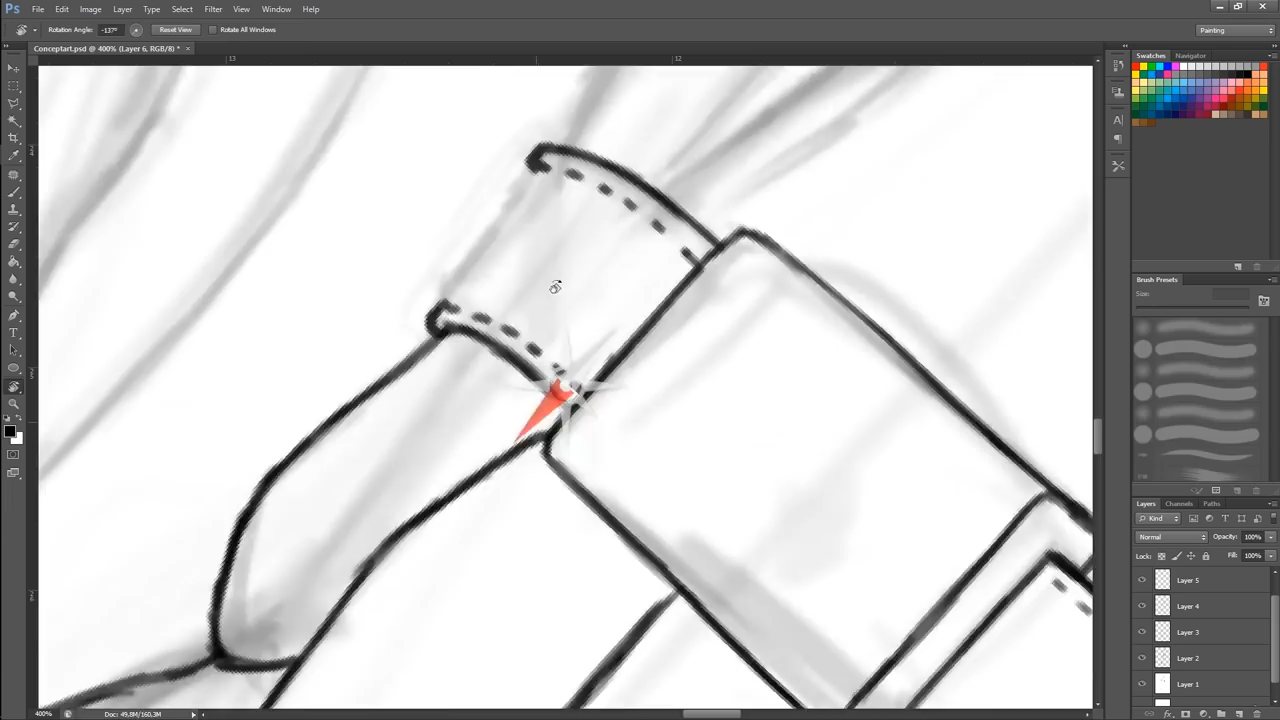 Ps File Edit Image Layer Type Select Filter View Window Help
Rotation Angle: -137° Reset View Rotate All Windows Painting
Conceptart.psd @ 400% (Layer 6, RGB/8) * ×
13 12
Swatches Navigator
Brush Presets
Size:
Layers Channels Paths
Kind
Normal Opacity: 100%
Lock: Fill: 100%
Layer 5
Layer 4
Layer 3
Layer 2
Layer 1
400% Doc: 49,8M/160,3M